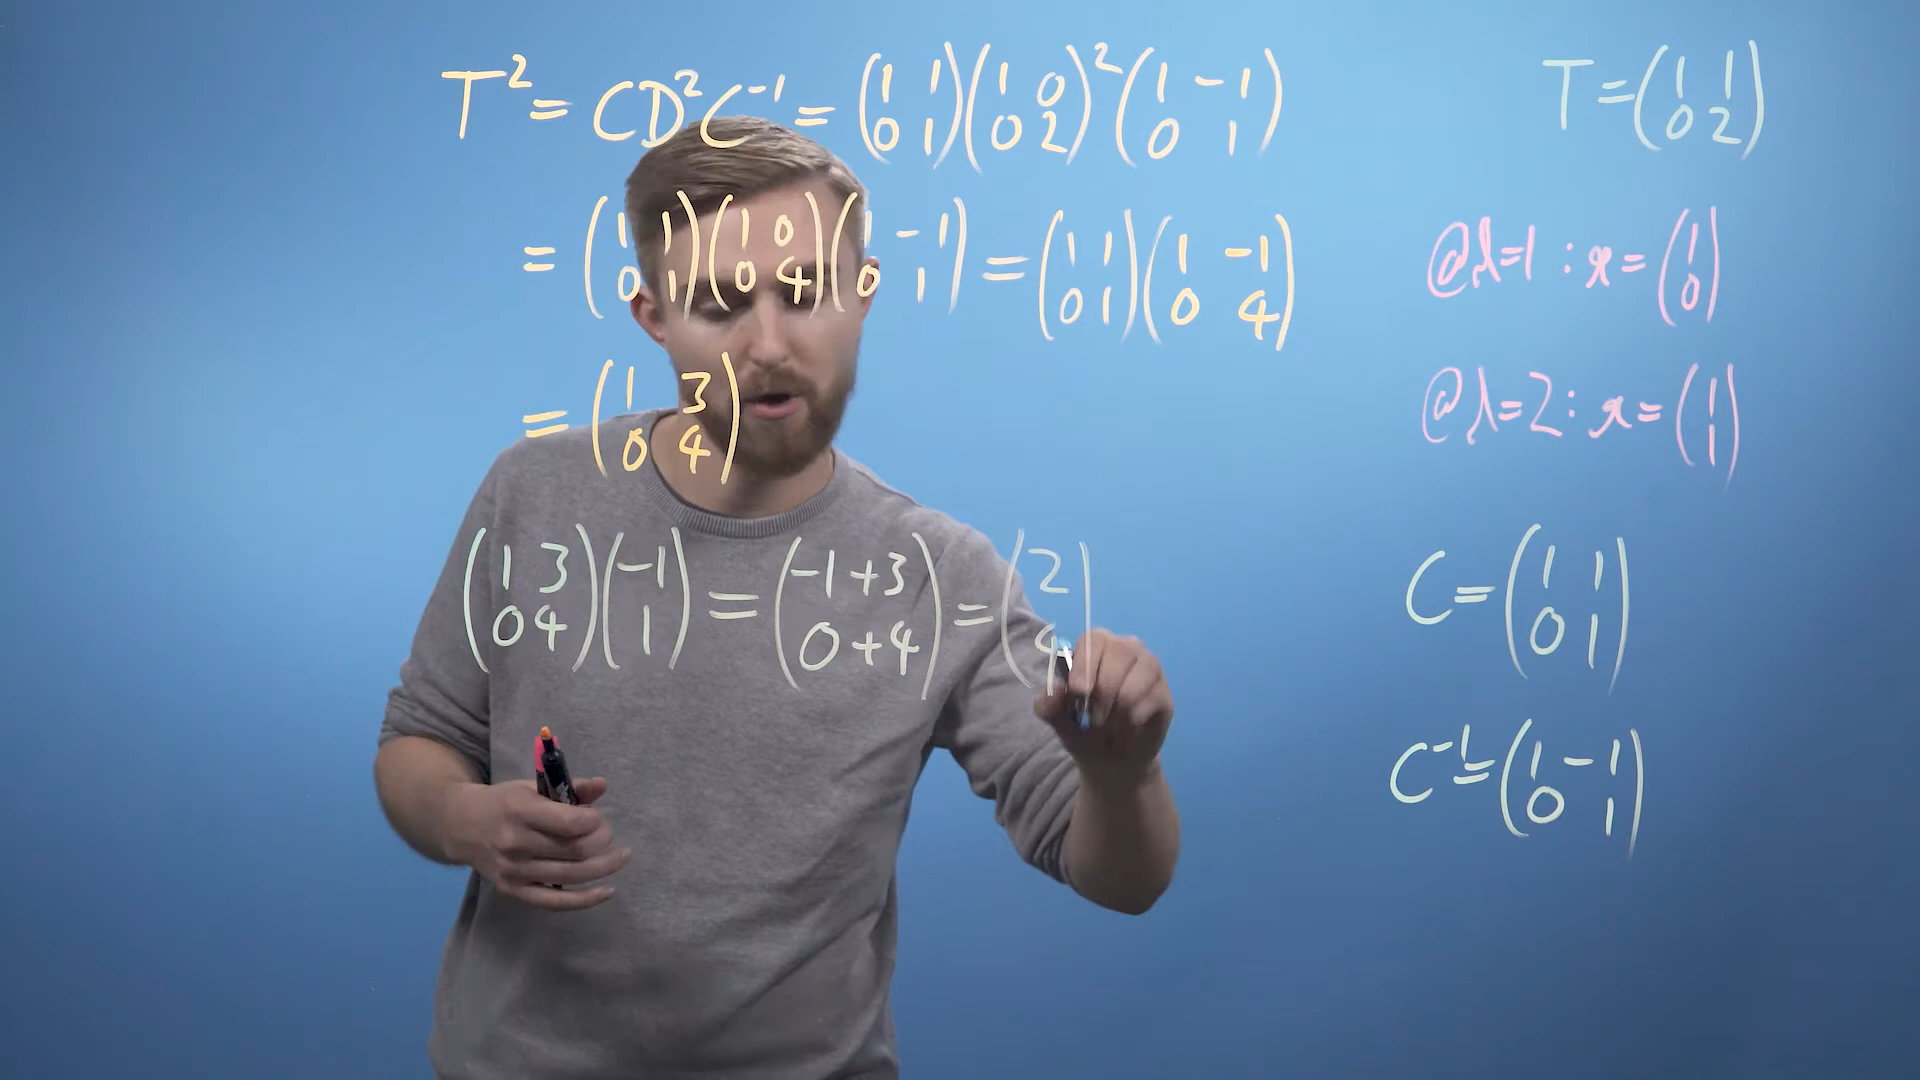 T² = CD²C⁻¹ = (1 1; 0 1)(1 0; 0 2)²(1 -1; 0 1)
= (1 1; 0 1)(1 0; 0 4)(1 -1; 0 1) = (1 1; 0 1)(1 -1; 0 4)
= (1 3; 0 4)
(1 3; 0 4)(-1; 1) = (-1+3; 0+4) = (2; 4)
T = (1 1; 0 2)
@λ=1 : x = (1; 0)
@λ=2 : x = (1; 1)
C = (1 1; 0 1)
C⁻¹ = (1 -1; 0 1)